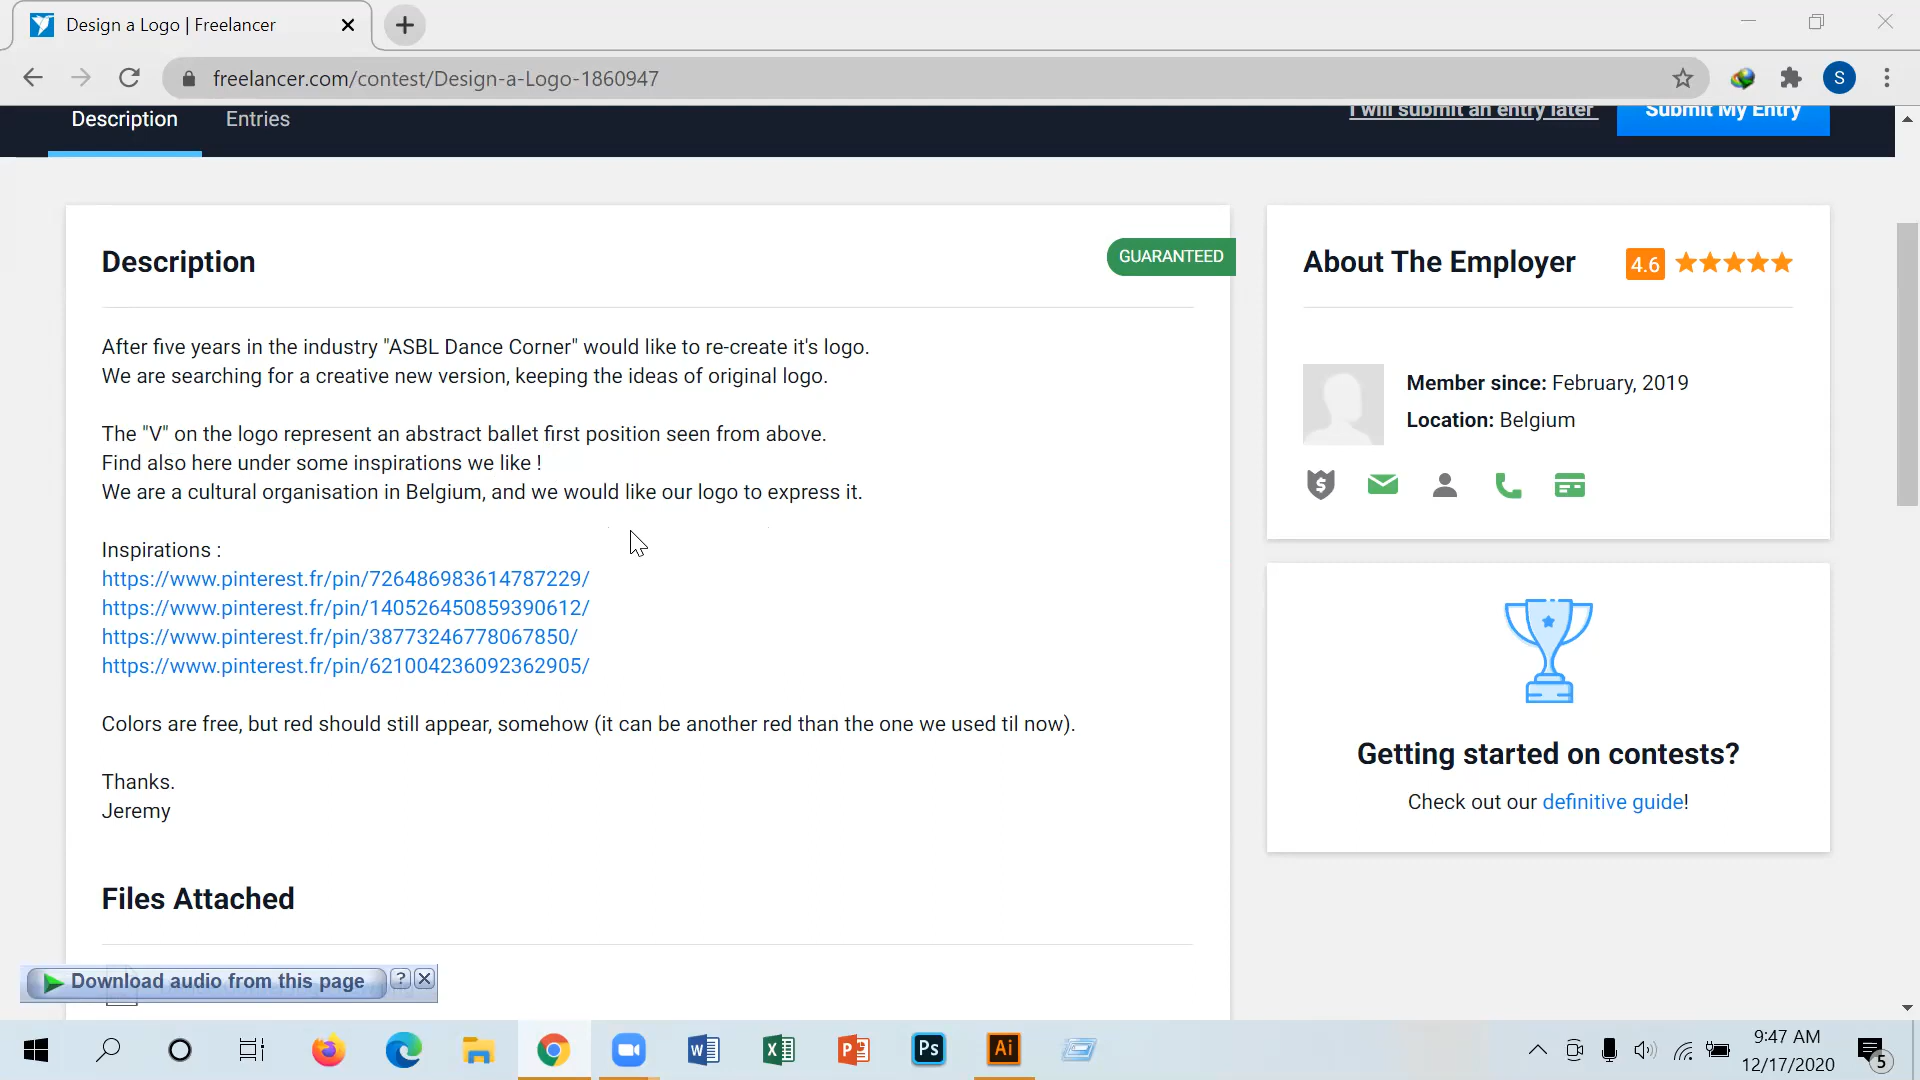 Design a Logo | Freelancer
freelancer.com/contest/Design-a-Logo-1860947
S
Description
Entries
I will submit an entry later
Submit My Entry
Description
GUARANTEED
After five years in the industry "ASBL Dance Corner" would like to re-create it's logo.
We are searching for a creative new version, keeping the ideas of original logo.
The "V" on the logo represent an abstract ballet first position seen from above.
Find also here under some inspirations we like !
We are a cultural organisation in Belgium, and we would like our logo to express it.
Inspirations :
https://www.pinterest.fr/pin/726486983614787229/
https://www.pinterest.fr/pin/140526450859390612/
https://www.pinterest.fr/pin/38773246778067850/
https://www.pinterest.fr/pin/621004236092362905/
Colors are free, but red should still appear, somehow (it can be another red than the one we used til now).
Thanks.
Jeremy
Files Attached
About The Employer
4.6
Member since: February, 2019
Location: Belgium
Getting started on contests?
Check out our definitive guide!
Download audio from this page
?
Ps
Ai
9:47 AM
12/17/2020
5